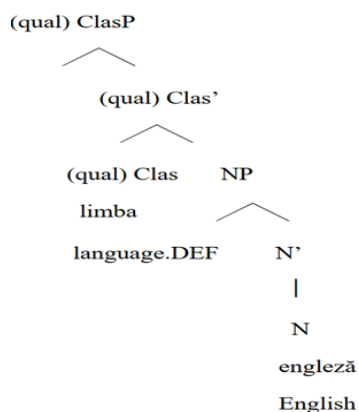 (qual) ClasP
(qual) Clas’
(qual) Clas NP
limba
language.DEF N’
N
engleză
English